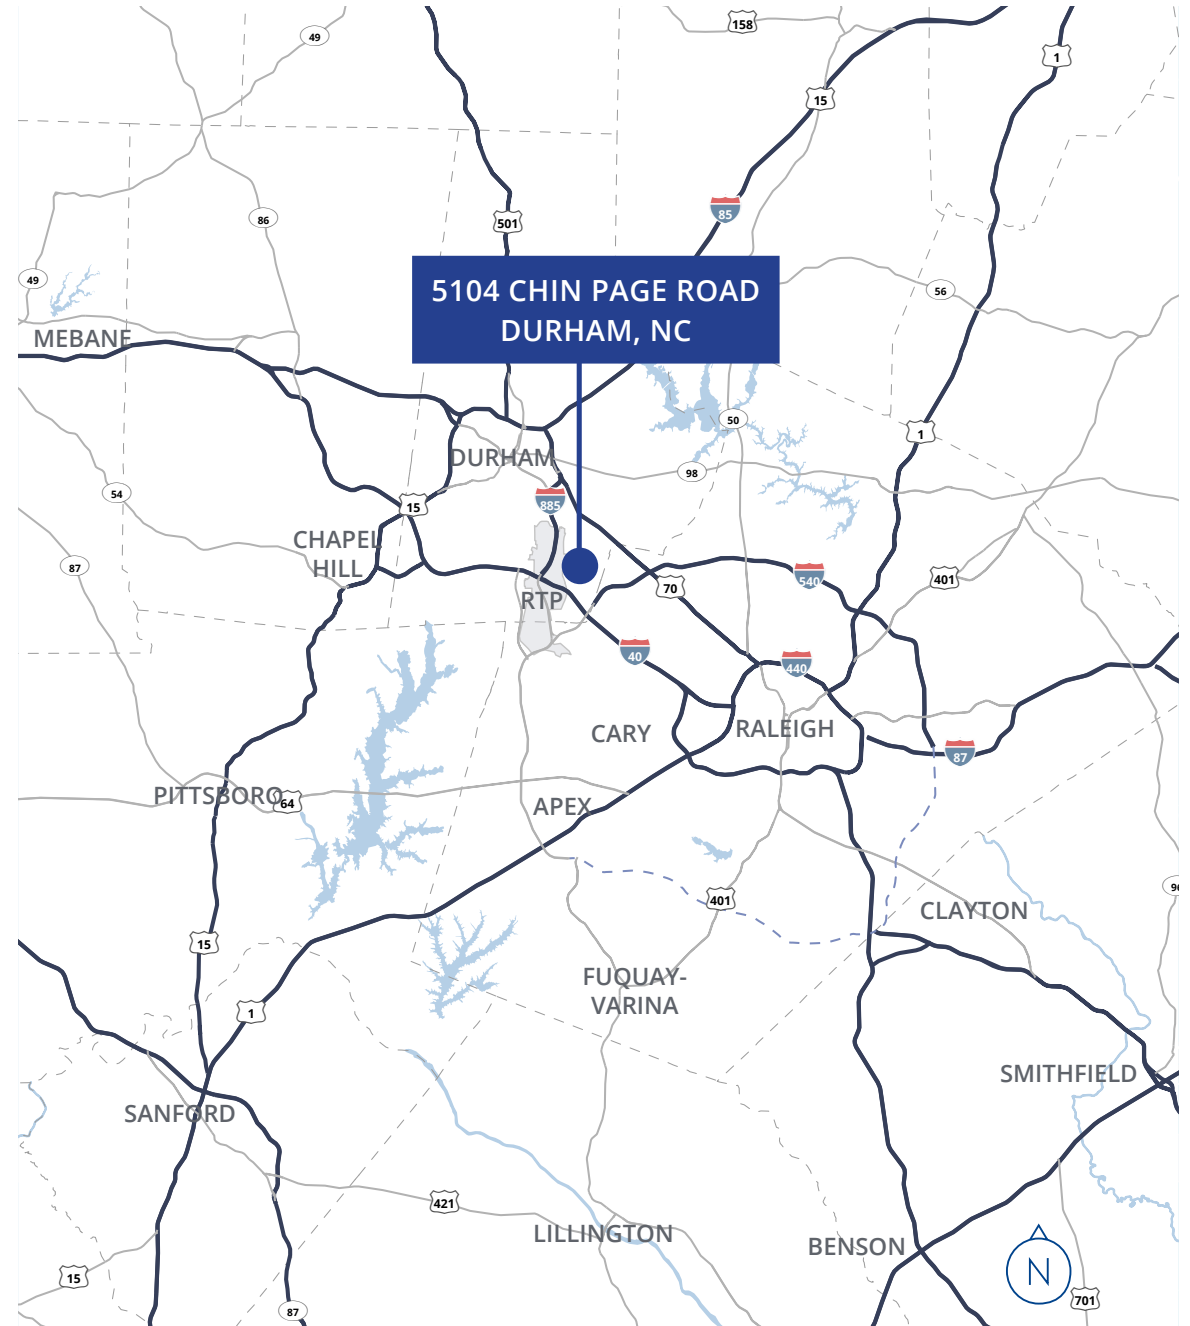 158
49
1
15
86
85
501
49
56
5104 CHIN PAGE ROAD
DURHAM, NC
MEBANE
50
1
DURHAM
98
54
885
15
CHAPEL
HILL
87
540
401
70
RTP
40
440
CARY
RALEIGH
87
PITTSBORO
64
APEX
96
401
CLAYTON
15
FUQUAY-
VARINA
1
SMITHFIELD
SANFORD
421
LILLINGTON
BENSON
N
15
701
87